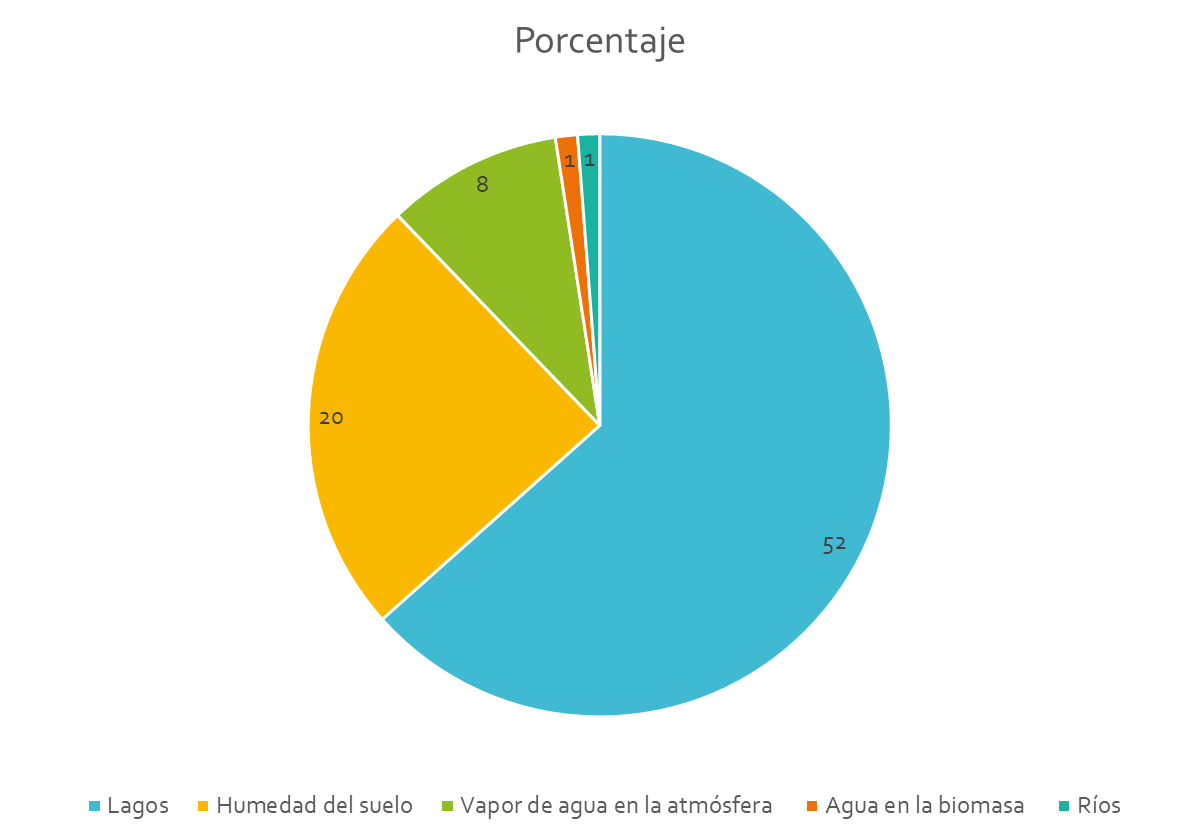 Porcentaje
8
1
1
20
52
Lagos
Humedad del suelo
Vapor de agua en la atmósfera
Agua en la biomasa
Ríos